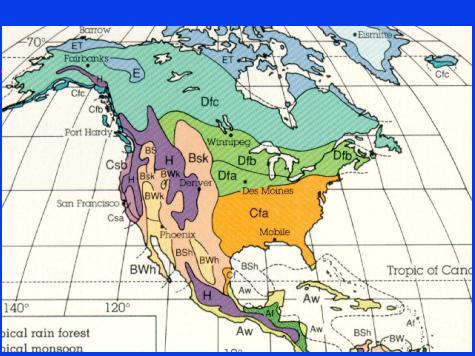 Barrow
Eismitte
70°
ET
Fairbanks
ET
E
H
Cfc
Cfc
Dfc
Cfb
Port Hardy
Winnipeg
BS
Dfb
Dfb
Csb
H
Bsk
Bsk
BWk
Dfa
H
Denver
Des Moines
BWk
San Francisco
Cfa
Csa
Phoenix
Mobile
BSh
BWh
BWh
BSh
Tropic of Canc
Aw
140°
120°
H
Af
Aw
Af
Aw
pical rain forest
BSh
BW
pical monsoon